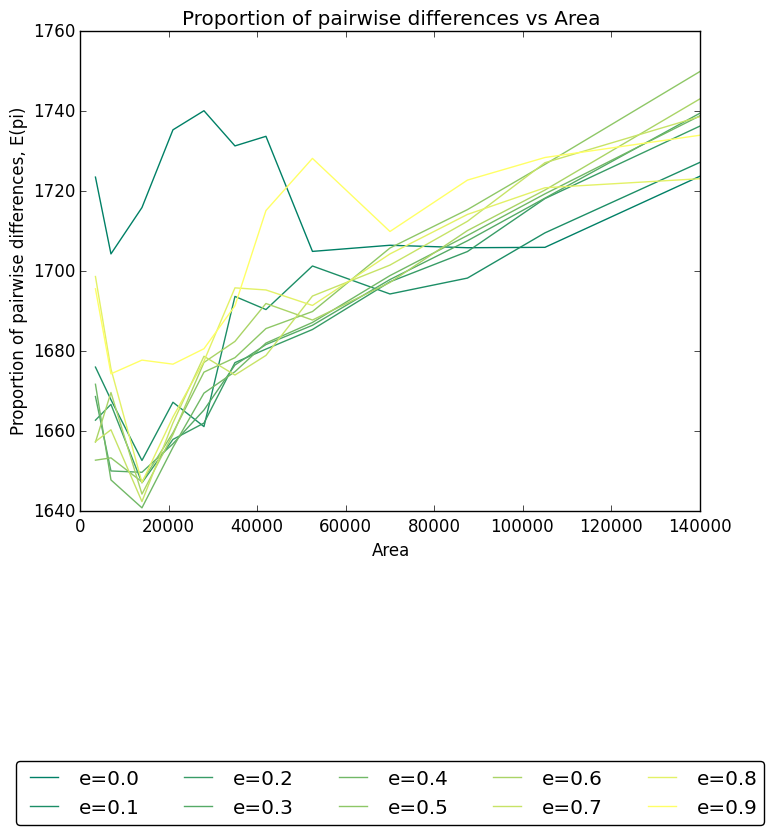 Proportion of pairwise differences vs Area
Proportion of pairwise differences, E(pi)
1760
1740
1720
1700
1680
1660
1640
0 20000 40000 60000 80000 100000 120000 140000
Area
e=0.0 e=0.2 e=0.4 e=0.6 e=0.8
e=0.1 e=0.3 e=0.5 e=0.7 e=0.9